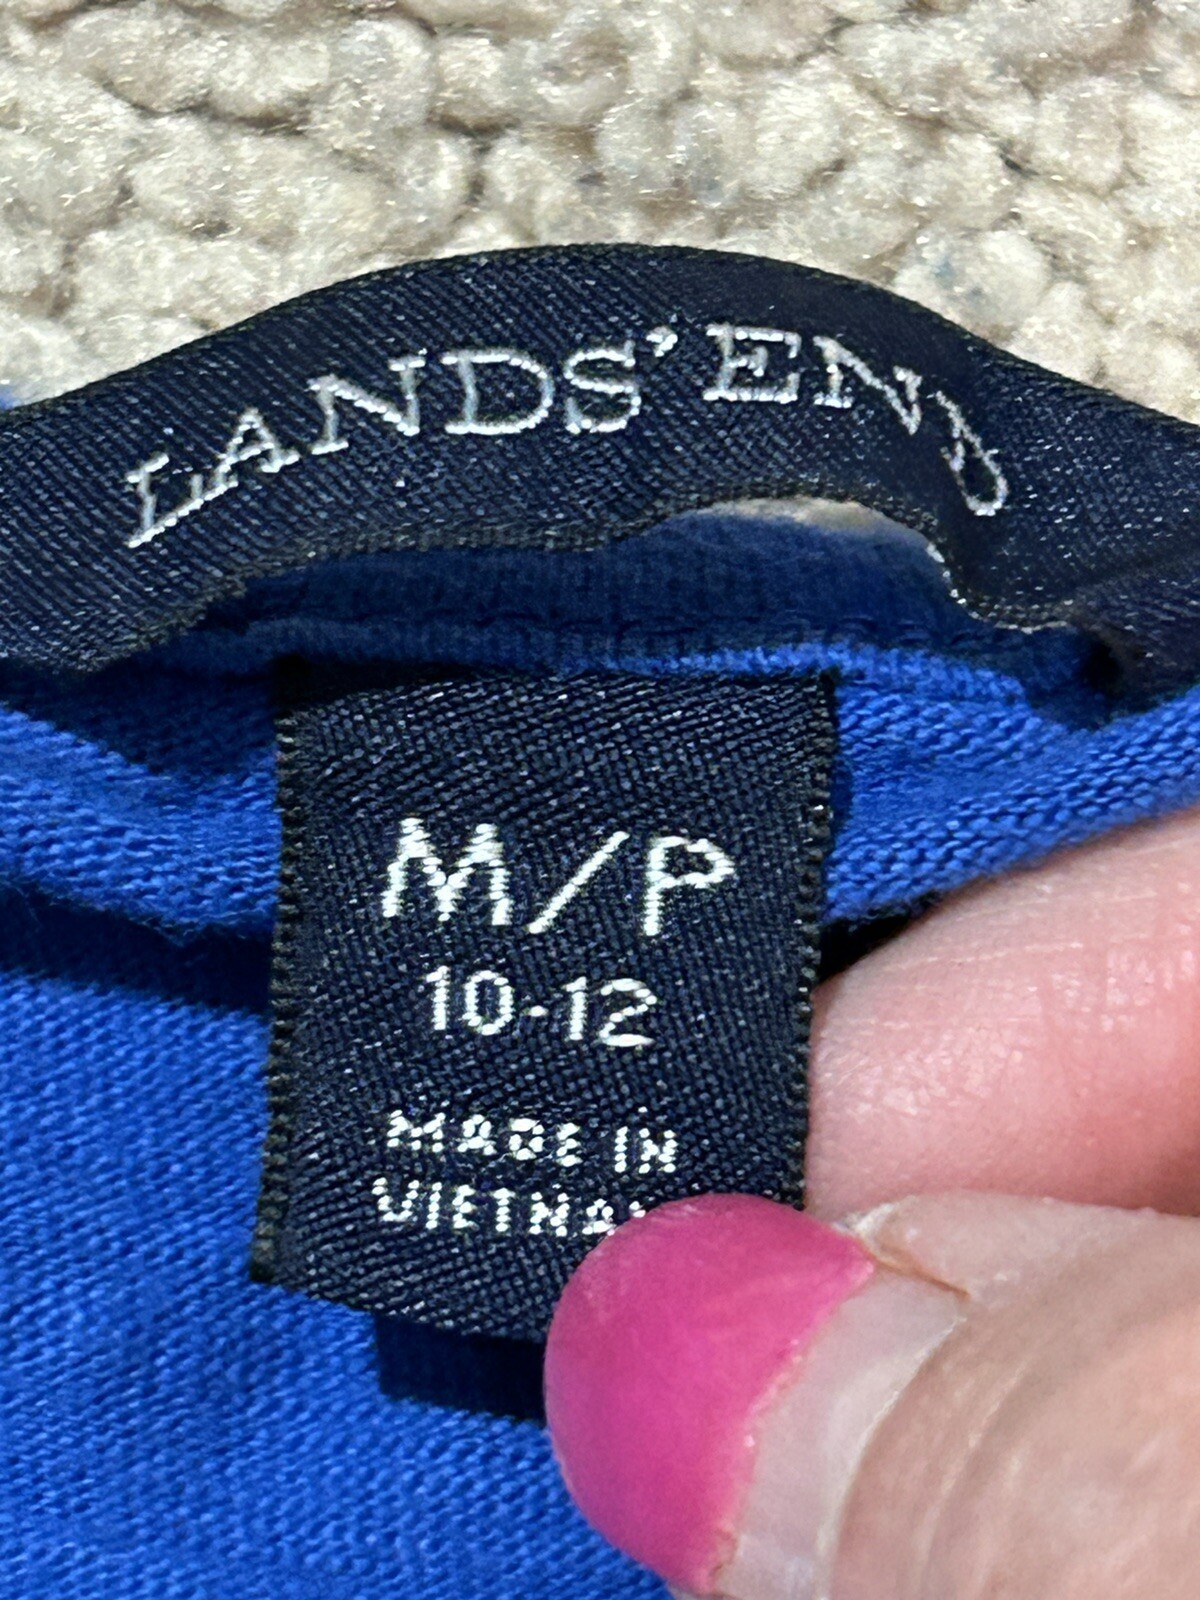 LANDS' END
M/P
10-12
MADE IN
VIETNA